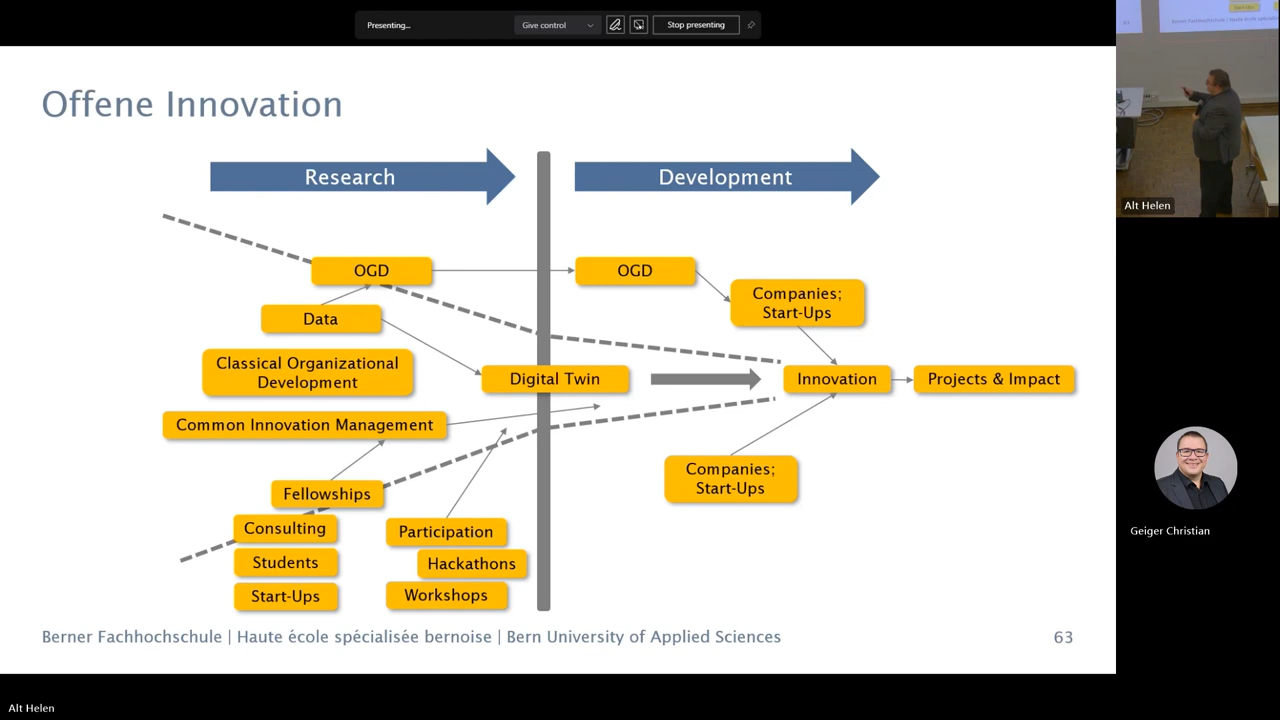 Presenting...
Give control
Stop presenting
Offene Innovation
Research
Development
OGD
OGD
Companies;
Start-Ups
Data
Classical Organizational
Development
Digital Twin
Innovation
Projects & Impact
Common Innovation Management
Companies;
Start-Ups
Fellowships
Consulting
Participation
Students
Hackathons
Start-Ups
Workshops
Berner Fachhochschule | Haute école spécialisée bernoise | Bern University of Applied Sciences
63
Alt Helen
Geiger Christian
Alt Helen